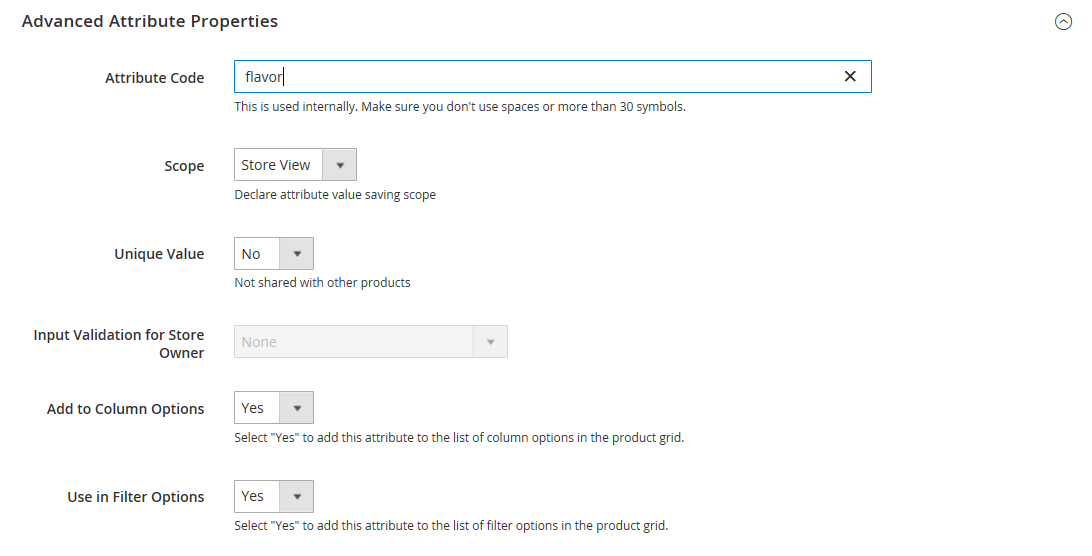 Advanced Attribute Properties
Attribute Code
flavor
This is used internally. Make sure you don't use spaces or more than 30 symbols.
Scope
Store View
Declare attribute value saving scope
Unique Value
No
Not shared with other products
Input Validation for Store
Owner
None
Add to Column Options
Yes
Select "Yes" to add this attribute to the list of column options in the product grid.
Use in Filter Options
Yes
Select "Yes" to add this attribute to the list of filter options in the product grid.